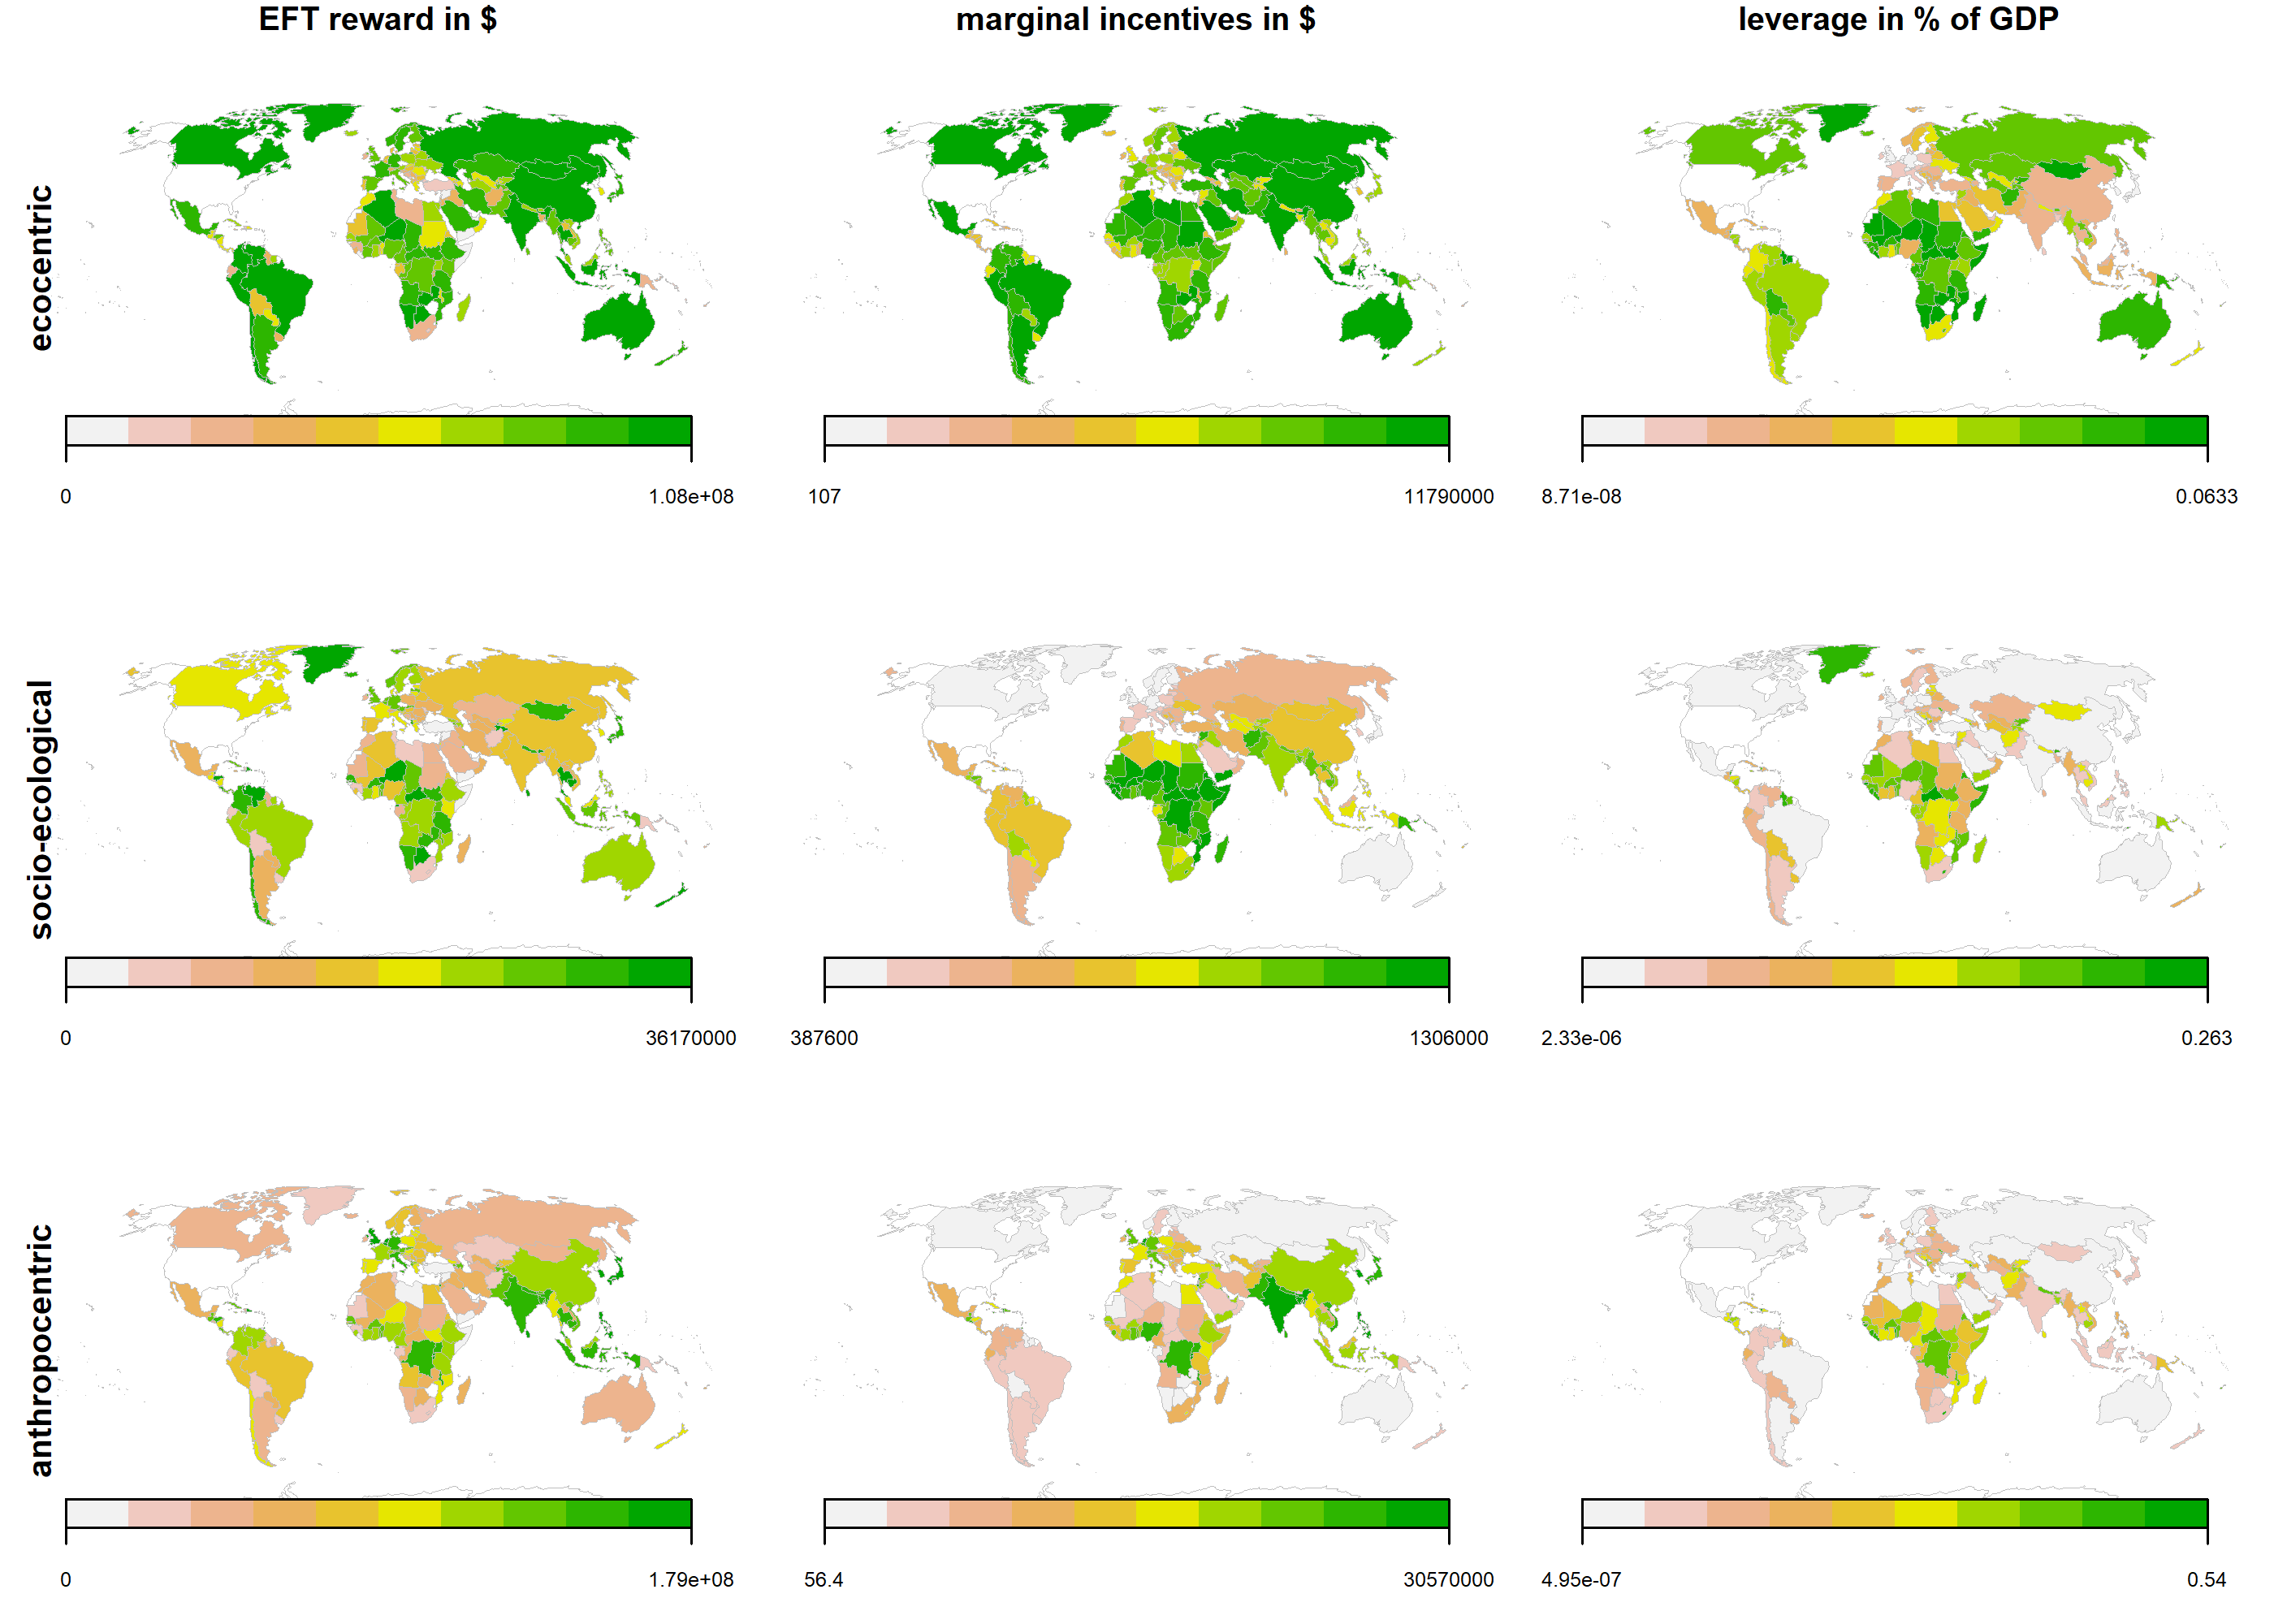 EFT reward in $
marginal incentives in $
leverage in % of GDP
ecocentric
0
1.08e+08
107
11790000
8.71e-08
0.0633
socio-ecological
0
36170000
387600
1306000
2.33e-06
0.263
anthropocentric
0
1.79e+08
56.4
30570000
4.95e-07
0.54